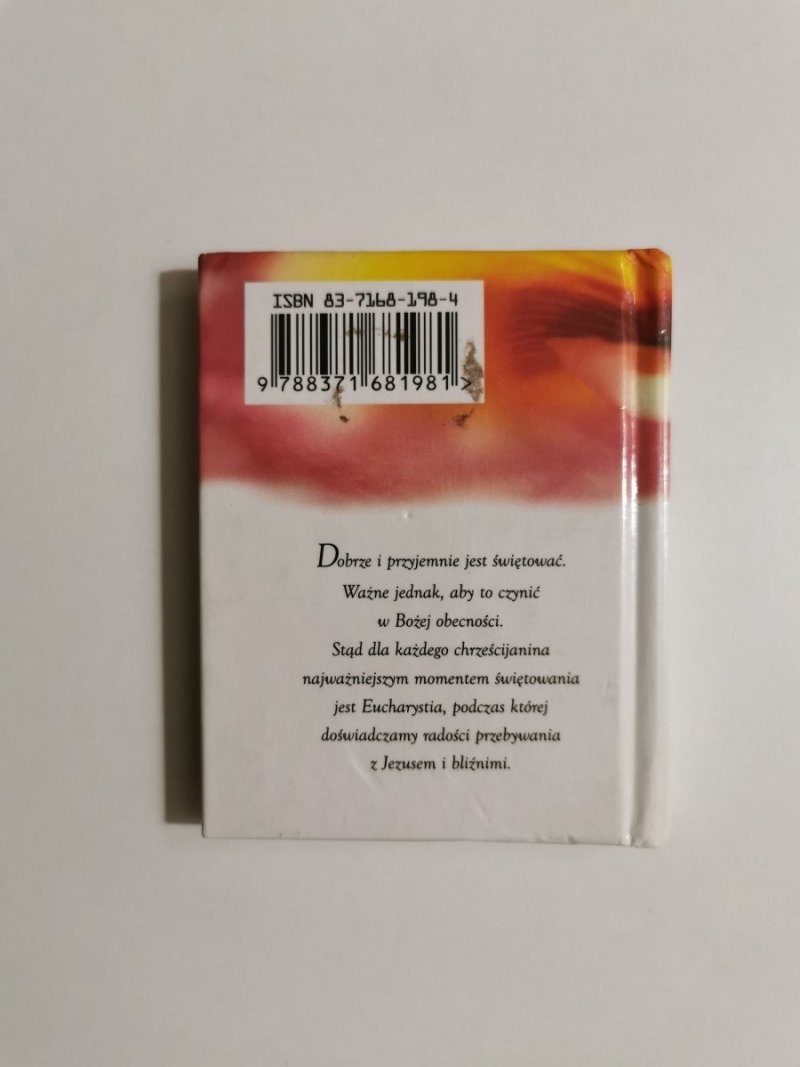 ISBN 83-7168-198-4
9 788371 681981 >
Dobrze i przyjemnie jest świętować.
Ważne jednak, aby to czynić
w Bożej obecności.
Stąd dla każdego chrześcijanina
najważniejszym momentem świętowania
jest Eucharystia, podczas której
doświadczamy radości przebywania
z Jezusem i bliźnimi.